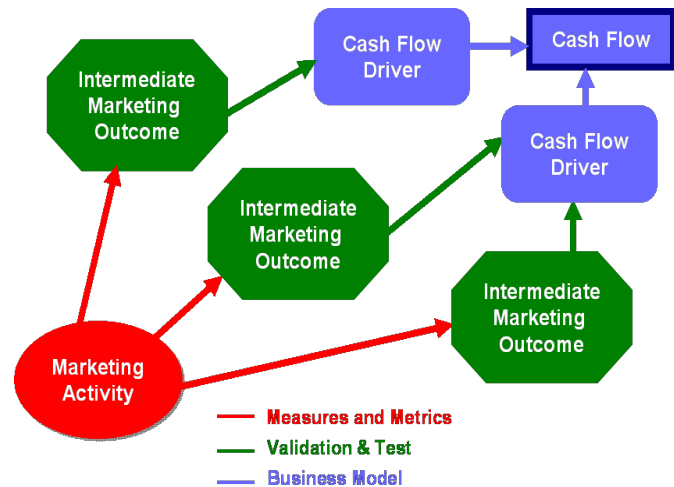 Cash Flow
Driver
Cash Flow
Intermediate
Marketing
Outcome
Cash Flow
Driver
Intermediate
Marketing
Outcome
Intermediate
Marketing
Outcome
Marketing
Activity
Measures and Metrics
Validation & Test
Business Model